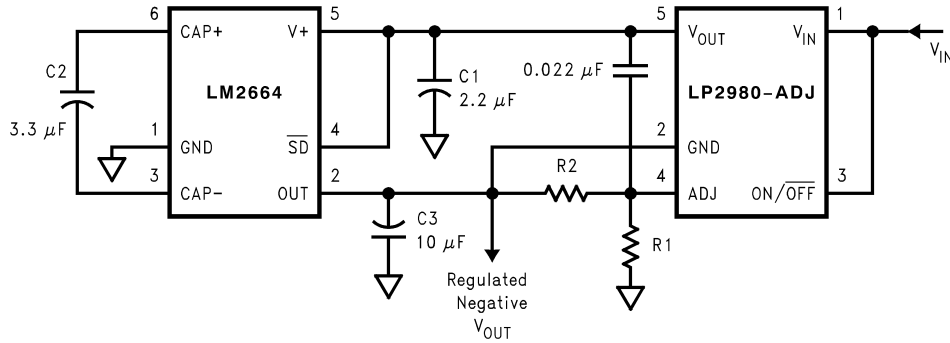 6
CAP+
V+
5
5
V_OUT
V_IN
1
V_IN
C2
LM2664
C1
2.2 µF
0.022 µF
LP2980-ADJ
3.3 µF
1
GND
S̅D̅
4
2
GND
3
CAP-
OUT
2
R2
4
ADJ
ON/O̅F̅F̅
3
C3
10 µF
R1
Regulated
Negative
V_OUT